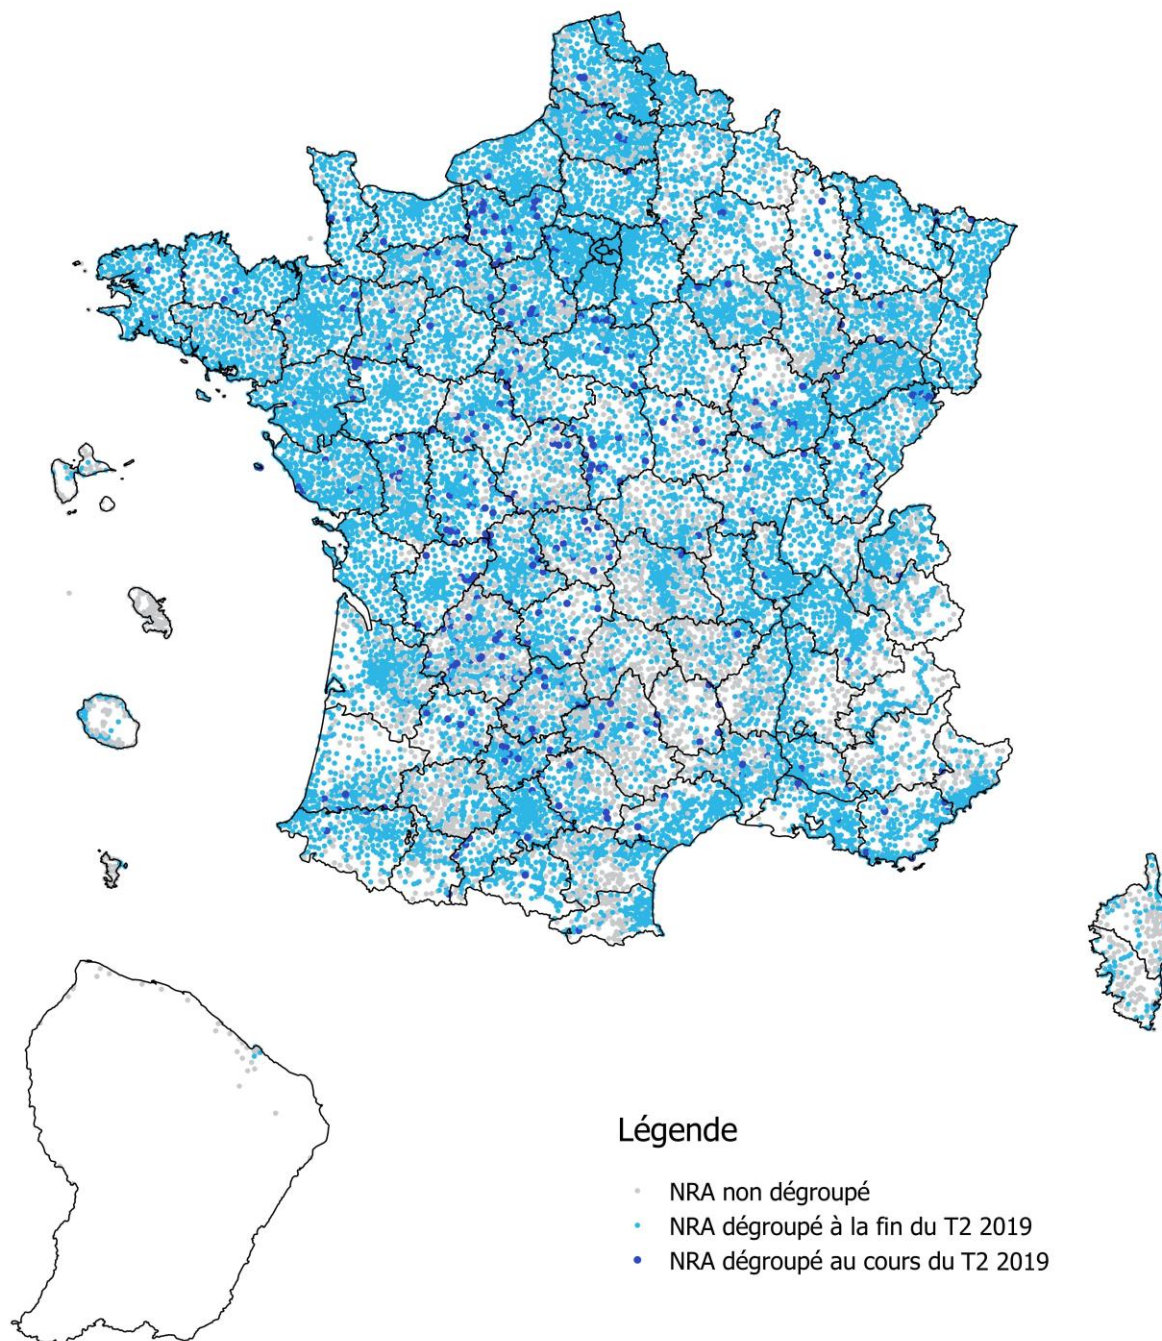 Légende
NRA non dégroupé
NRA dégroupé à la fin du T2 2019
NRA dégroupé au cours du T2 2019